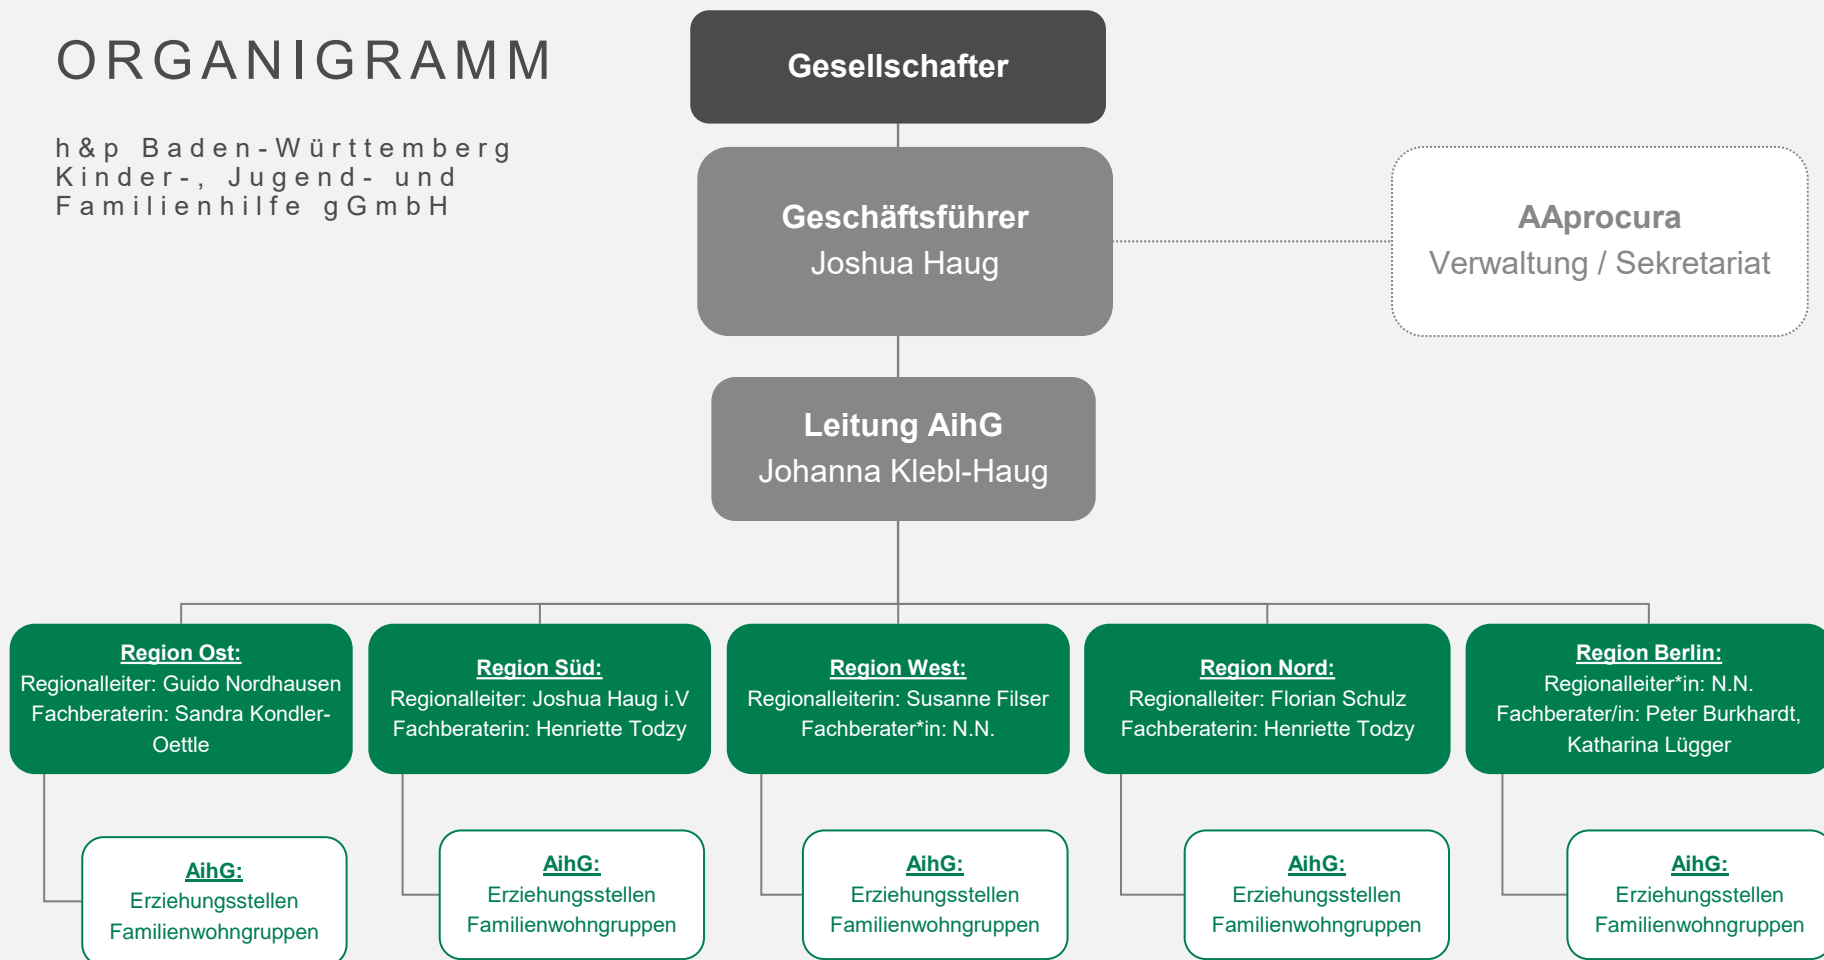 ORGANIGRAMM
h&p Baden-Württemberg
Kinder-, Jugend- und
Familienhilfe gGmbH
Gesellschafter
Geschäftsführer
Joshua Haug
AAprocura
Verwaltung / Sekretariat
Leitung AihG
Johanna Klebl-Haug
Region Ost:
Regionalleiter: Guido Nordhausen
Fachberaterin: Sandra Kondler-
Oettle
Region Süd:
Regionalleiter: Joshua Haug i.V
Fachberaterin: Henriette Todzy
Region West:
Regionalleiterin: Susanne Filser
Fachberater*in: N.N.
Region Nord:
Regionalleiter: Florian Schulz
Fachberaterin: Henriette Todzy
Region Berlin:
Regionalleiter*in: N.N.
Fachberater/in: Peter Burkhardt,
Katharina Lügger
AihG:
Erziehungsstellen
Familienwohngruppen
AihG:
Erziehungsstellen
Familienwohngruppen
AihG:
Erziehungsstellen
Familienwohngruppen
AihG:
Erziehungsstellen
Familienwohngruppen
AihG:
Erziehungsstellen
Familienwohngruppen